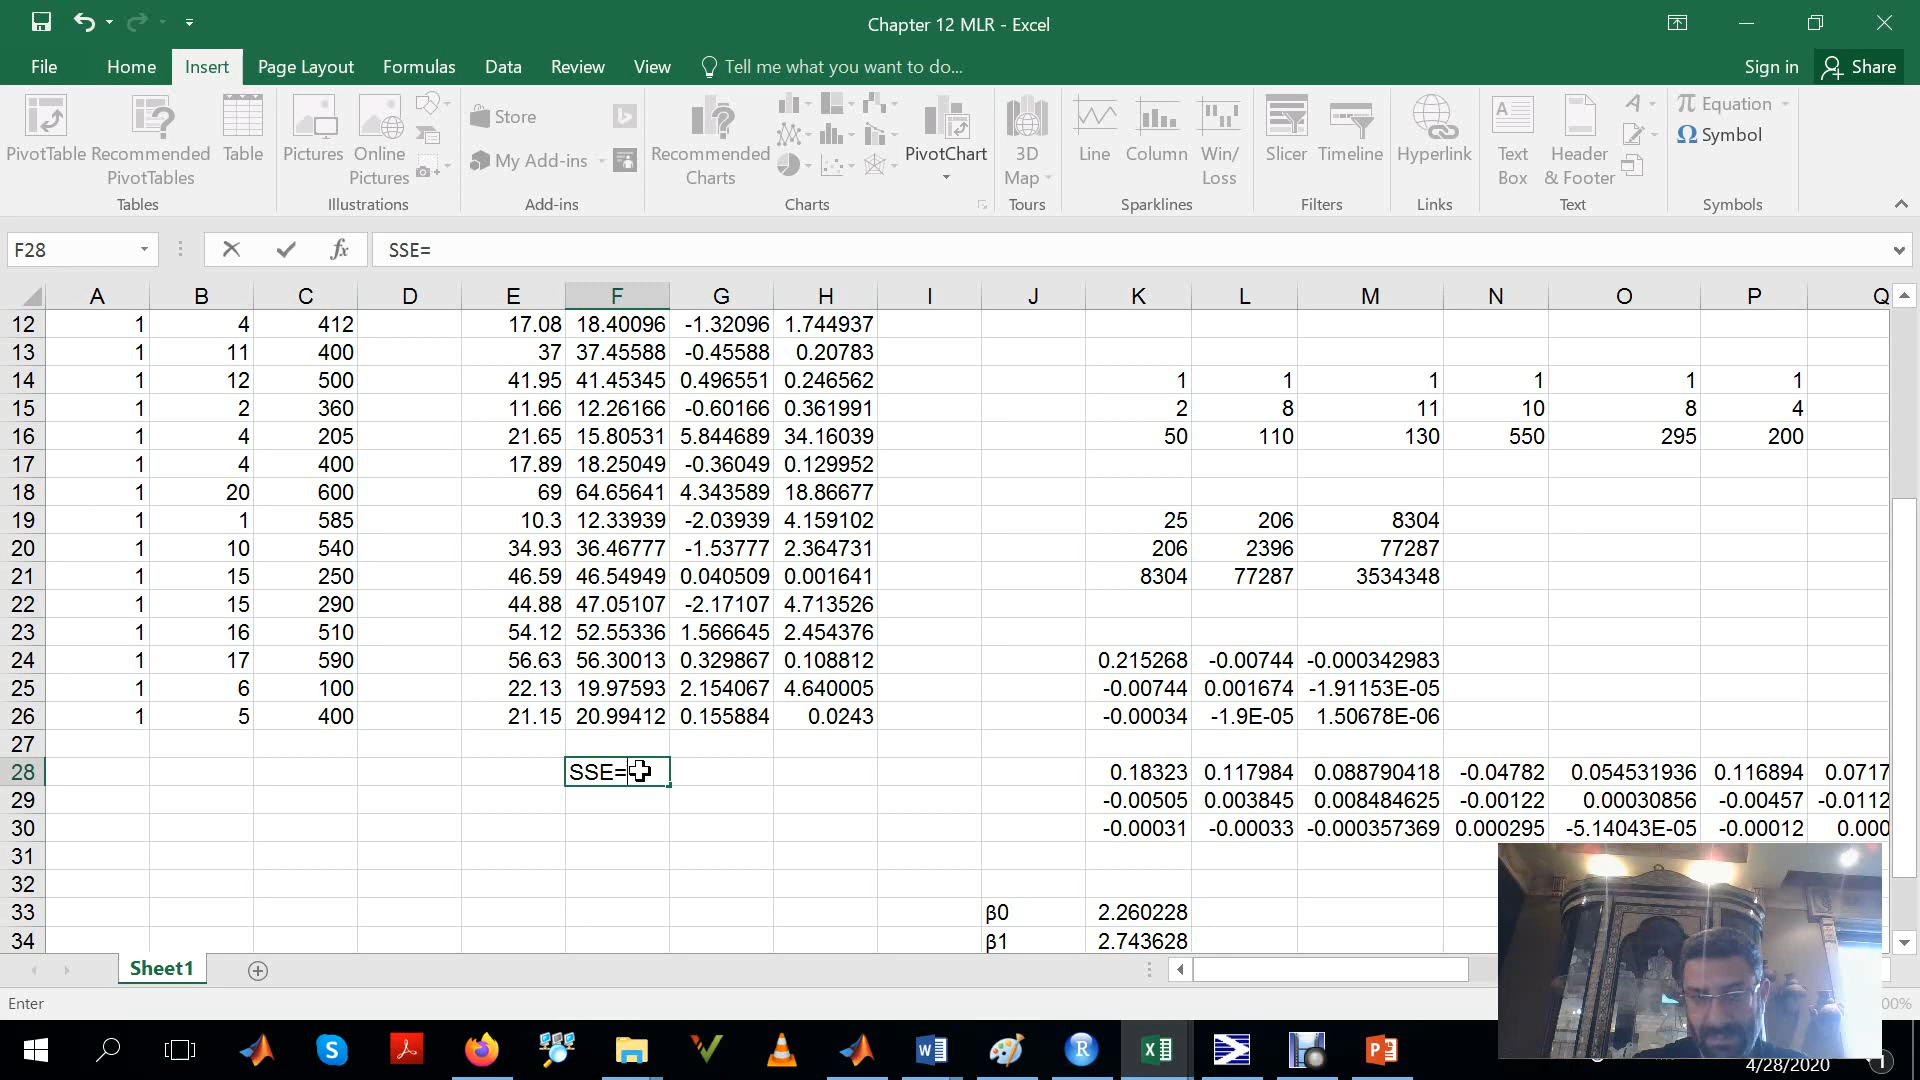 Chapter 12 MLR - Excel
File Home Insert Page Layout Formulas Data Review View Tell me what you want to do... Sign in Share
PivotTable Recommended PivotTables Table Pictures Online Pictures Store My Add-ins Recommended Charts PivotChart 3D Map Line Column Win/Loss Slicer Timeline Hyperlink Text Box Header & Footer Equation Symbol
Tables Illustrations Add-ins Charts Tours Sparklines Filters Links Text Symbols
F28 fx SSE=
A B C D E F G H I J K L M N O P Q
12 1 4 412 17.08 18.40096 -1.32096 1.744937
13 1 11 400 37 37.45588 -0.45588 0.20783
14 1 12 500 41.95 41.45345 0.496551 0.246562 1 1 1 1 1 1
15 1 2 360 11.66 12.26166 -0.60166 0.361991 2 8 11 10 8 4
16 1 4 205 21.65 15.80531 5.844689 34.16039 50 110 130 550 295 200
17 1 4 400 17.89 18.25049 -0.36049 0.129952
18 1 20 600 69 64.65641 4.343589 18.86677
19 1 1 585 10.3 12.33939 -2.03939 4.159102 25 206 8304
20 1 10 540 34.93 36.46777 -1.53777 2.364731 206 2396 77287
21 1 15 250 46.59 46.54949 0.040509 0.001641 8304 77287 3534348
22 1 15 290 44.88 47.05107 -2.17107 4.713526
23 1 16 510 54.12 52.55336 1.566645 2.454376
24 1 17 590 56.63 56.30013 0.329867 0.108812 0.215268 -0.00744 -0.000342983
25 1 6 100 22.13 19.97593 2.154067 4.640005 -0.00744 0.001674 -1.91153E-05
26 1 5 400 21.15 20.99412 0.155884 0.0243 -0.00034 -1.9E-05 1.50678E-06
27
28 SSE= 0.18323 0.117984 0.088790418 -0.04782 0.054531936 0.116894 0.0717
29 -0.00505 0.003845 0.008484625 -0.00122 0.00030856 -0.00457 -0.0112
30 -0.00031 -0.00033 -0.000357369 0.000295 -5.14043E-05 -0.00012 0.000
31
32
33 β0 2.260228
34 β1 2.743628
Sheet1
Enter
4/28/2020